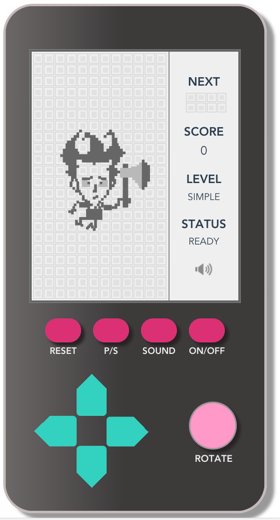 NEXT
SCORE
0
LEVEL
SIMPLE
STATUS
READY
RESET
P/S
SOUND
ON/OFF
ROTATE